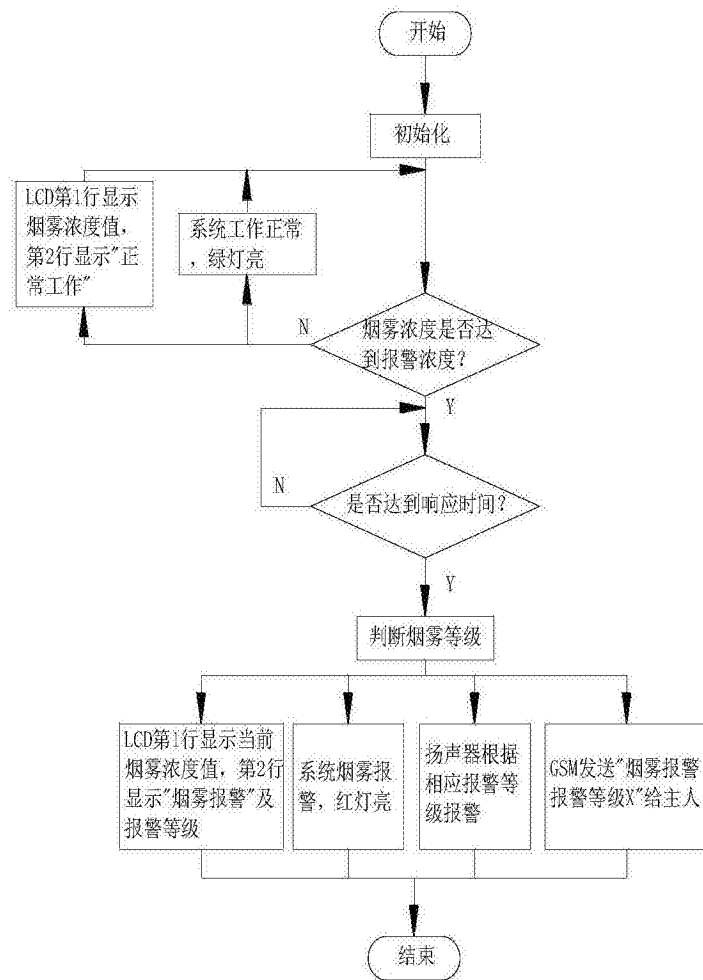 开始
初始化
LCD第1行显示
烟雾浓度值，
第2行显示"正
常工作"
系统工作正常
，绿灯亮
N
烟雾浓度是否达
到报警浓度？
Y
N
是否达到响应时间？
Y
判断烟雾等级
LCD第1行显示当前
烟雾浓度值，第2行
显示"烟雾报警"及
报警等级
系统烟雾报
警，红灯亮
扬声器根据
相应报警等
级报警
GSM发送"烟雾报警
报警等级X"给主人
结束